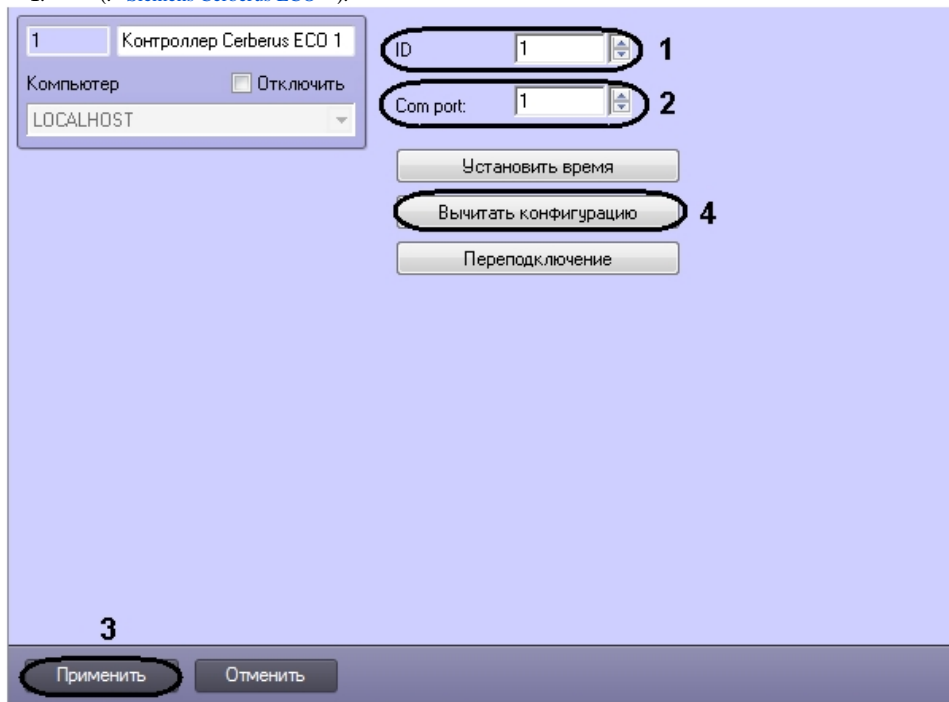 1 Контроллер Cerberus ECO 1
ID 1 1
Компьютер Отключить
Com port: 1 2
LOCALHOST
Установить время
Вычитать конфигурацию 4
Переподключение
3
Применить Отменить